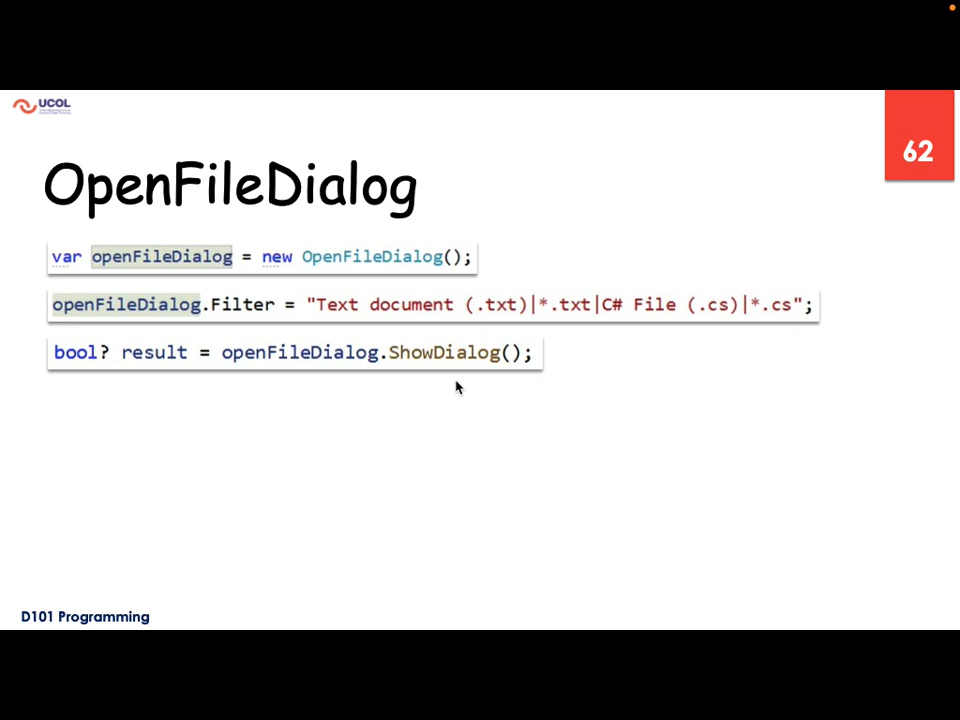 UCOL
62
OpenFileDialog
var openFileDialog = new OpenFileDialog();
openFileDialog.Filter = "Text document (.txt)|*.txt|C# File (.cs)|*.cs";
bool? result = openFileDialog.ShowDialog();
D101 Programming